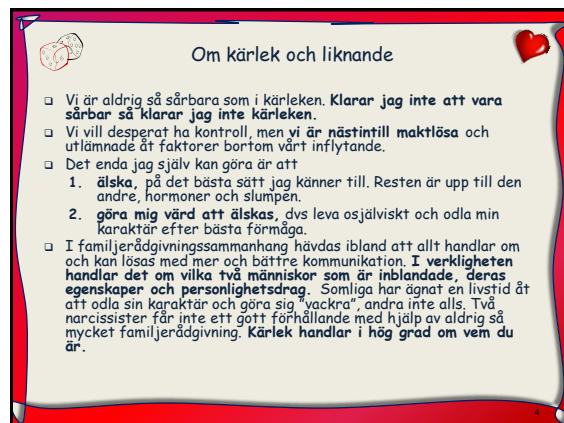 Om kärlek och liknande
Vi är aldrig så sårbara som i kärleken. Klarar jag inte att vara
sårbar så klarar jag inte kärleken.
Vi vill desperat ha kontroll, men vi är nästintill maktlösa och
utlämnade åt faktorer bortom vårt inflytande.
Det enda jag själv kan göra är att
1. älska, på det bästa sätt jag känner till. Resten är upp till den
andre, hormoner och slumpen.
2. göra mig värd att älskas, dvs leva osjälviskt och odla min
karaktär efter bästa förmåga.
I familjerådgivningssammanhang hävdas ibland att allt handlar om
och kan lösas med mer och bättre kommunikation. I verkligheten
handlar det om vilka två människor som är inblandade, deras
egenskaper och personlighetsdrag. Somliga har ägnat en livstid åt
att odla sin karaktär och göra sig "vackra", andra inte alls. Två
narcissister får inte ett gott förhållande med hjälp av aldrig så
mycket familjerådgivning. Kärlek handlar i hög grad om vem du
är.
4